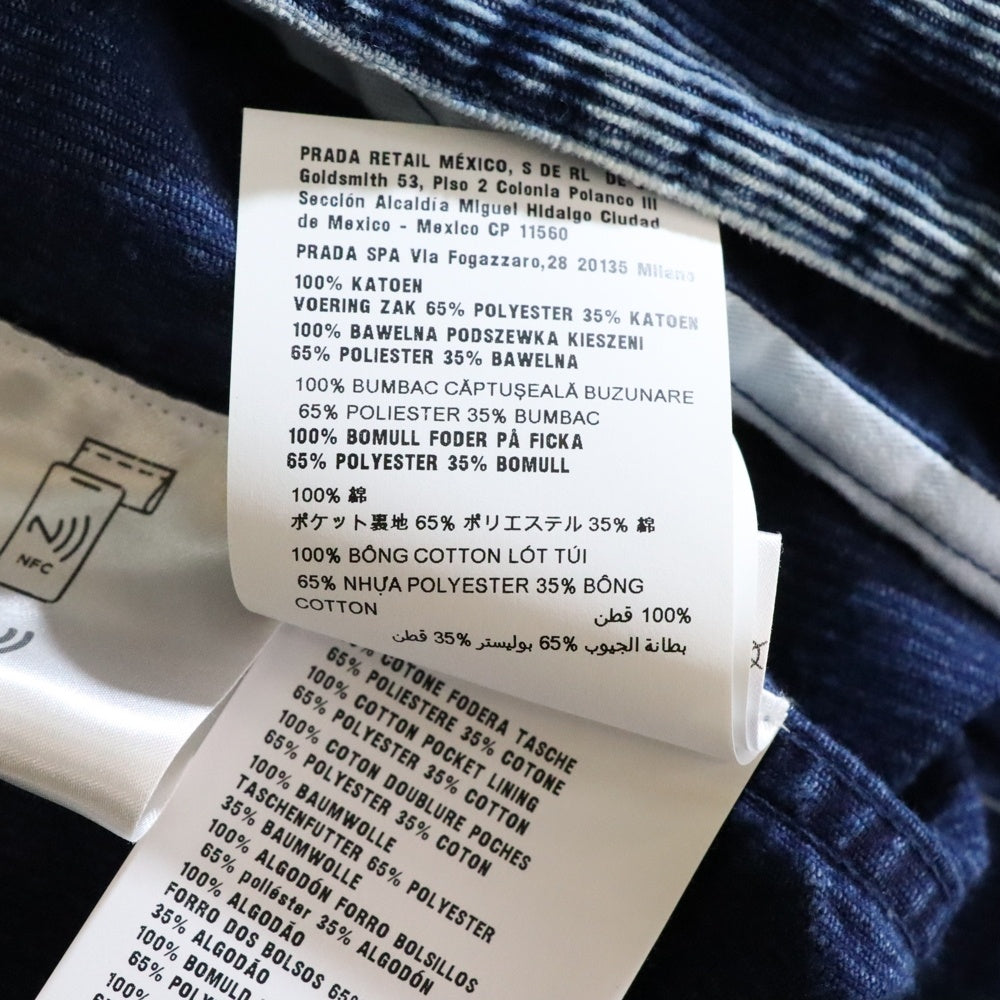 PRADA RETAIL MÉXICO, S DE RL DE
Goldsmith 53, Piso 2 Colonia Polanco III
Sección Alcaldía Miguel Hidalgo Ciudad
de Mexico - Mexico CP 11560
PRADA SPA Via Fogazzaro,28 20135 Milano
100% KATOEN
VOERING ZAK 65% POLYESTER 35% KATOEN
100% BAWELNA PODSZEWKA KIESZENI
65% POLIESTER 35% BAWELNA
100% BUMBAC CĂPTUȘEALĂ BUZUNARE
65% POLIESTER 35% BUMBAC
100% BOMULL FODER PÅ FICKA
65% POLYESTER 35% BOMULL
100% 綿
ポケット裏地 65% ポリエステル 35% 綿
100% BÔNG COTTON LÓT TÚI
65% NHỰA POLYESTER 35% BÔNG
COTTON
100% قطن
بطانة الجيوب 65% بوليستر 35% قطن
NFC
% COTONE FODERA TASCHE
65% POLIESTERE 35% COTONE
100% COTTON POCKET LINING
65% POLYESTER 35% COTTON
100% COTON DOUBLURE POCHES
65% POLYESTER 35% COTON
100% BAUMWOLLE
TASCHENFUTTER 65% POLYESTER
35% BAUMWOLLE
100% ALGODÓN FORRO BOLSILLOS
65% poliéster 35% ALGODÓN
100% ALGODÃO
FORRO DOS BOLSOS 65%
35% ALGODÃO
100% BOMULD
65%
100%